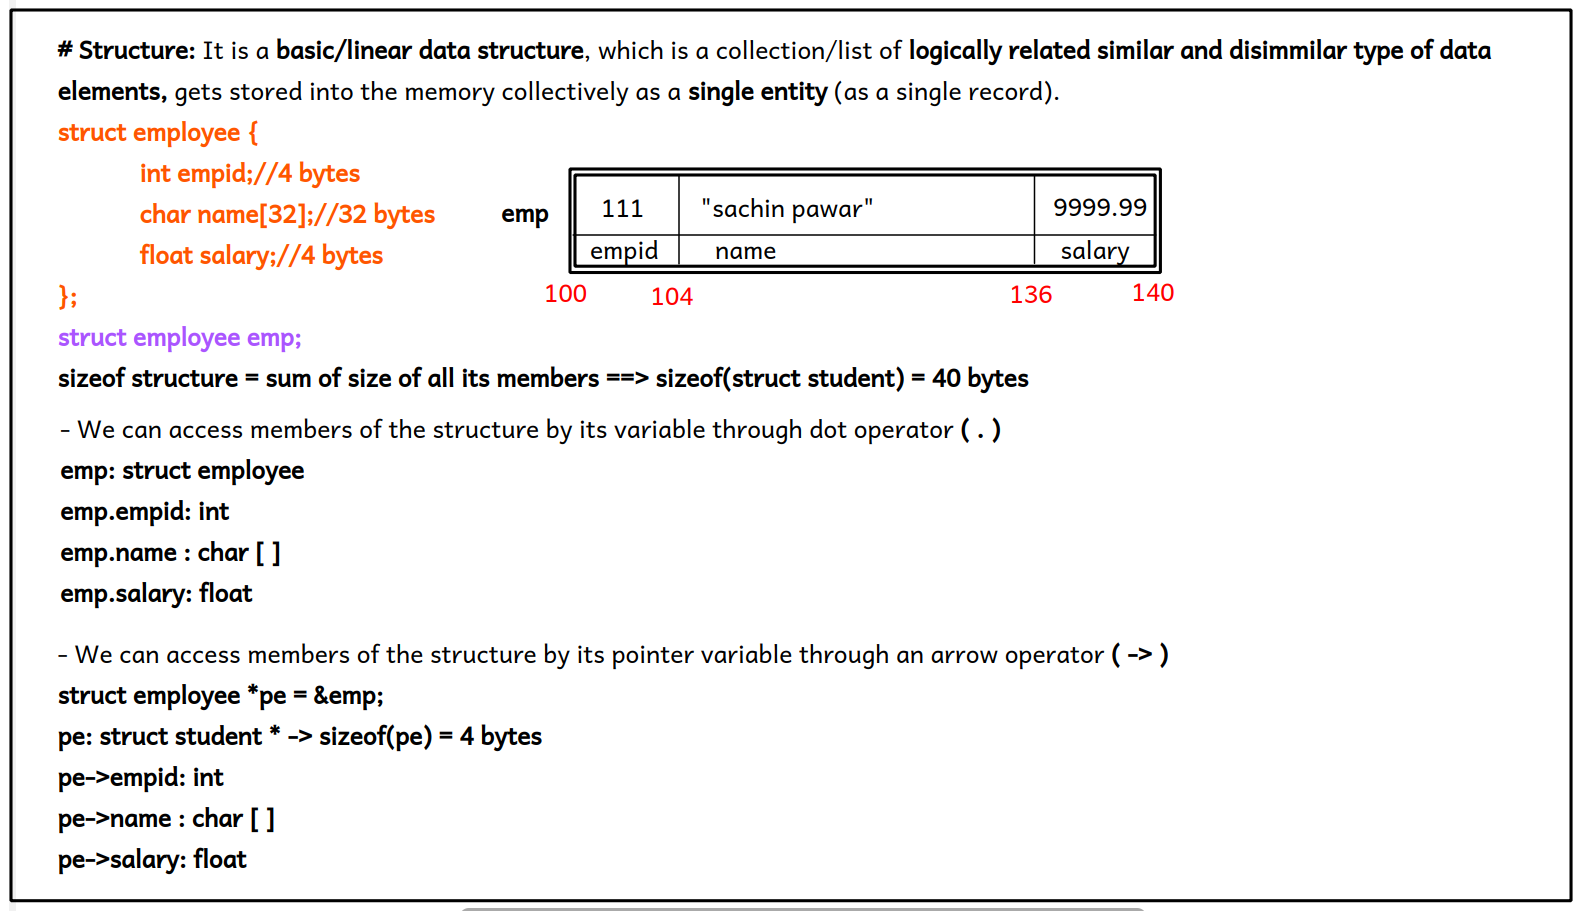 # Structure: It is a basic/linear data structure, which is a collection/list of logically related similar and disimmilar type of data
elements, gets stored into the memory collectively as a single entity (as a single record).
struct employee {
int empid;//4 bytes
char name[32];//32 bytes
float salary;//4 bytes
};
emp
111 "sachin pawar" 9999.99
empid name salary
100 104 136 140
struct employee emp;
sizeof structure = sum of size of all its members ==> sizeof(struct student) = 40 bytes
- We can access members of the structure by its variable through dot operator ( . )
emp: struct employee
emp.empid: int
emp.name : char [ ]
emp.salary: float
- We can access members of the structure by its pointer variable through an arrow operator ( -> )
struct employee *pe = &emp;
pe: struct student * -> sizeof(pe) = 4 bytes
pe->empid: int
pe->name : char [ ]
pe->salary: float